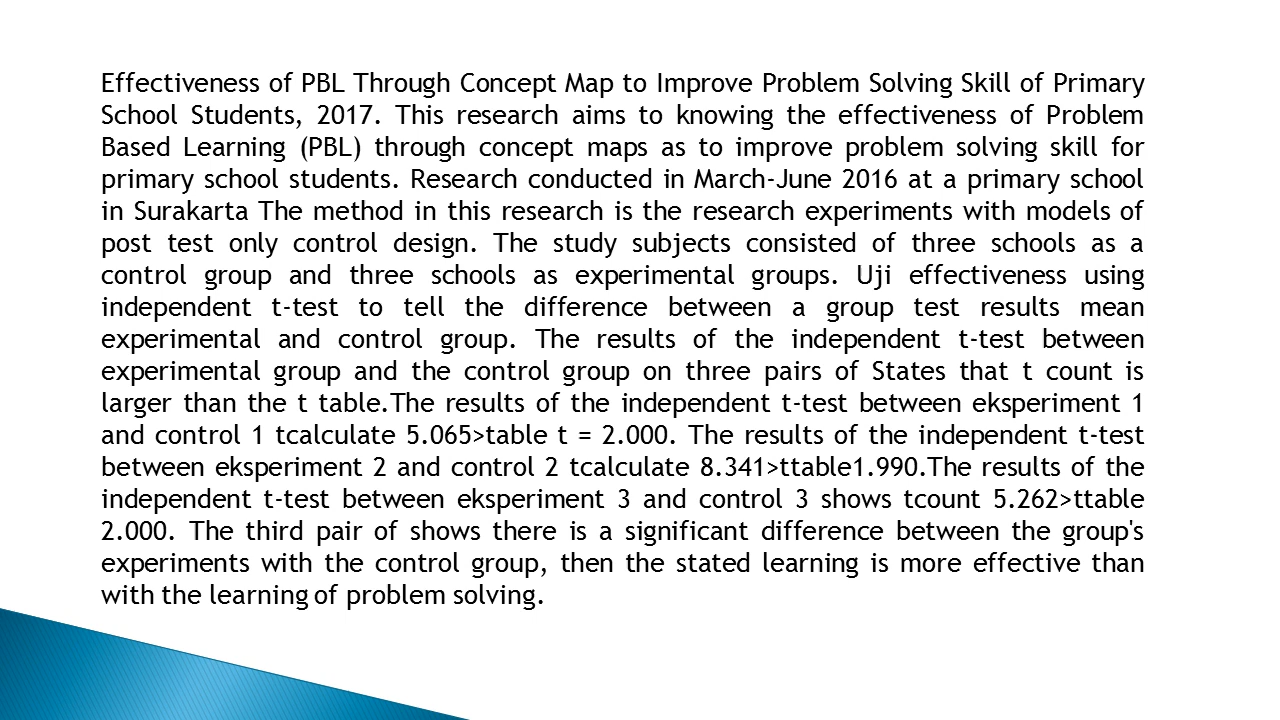 Effectiveness of PBL Through Concept Map to Improve Problem Solving Skill of Primary
School Students, 2017. This research aims to knowing the effectiveness of Problem
Based Learning (PBL) through concept maps as to improve problem solving skill for
primary school students. Research conducted in March-June 2016 at a primary school
in Surakarta The method in this research is the research experiments with models of
post test only control design. The study subjects consisted of three schools as a
control group and three schools as experimental groups. Uji effectiveness using
independent t-test to tell the difference between a group test results mean
experimental and control group. The results of the independent t-test between
experimental group and the control group on three pairs of States that t count is
larger than the t table.The results of the independent t-test between eksperiment 1
and control 1 tcalculate 5.065>table t = 2.000. The results of the independent t-test
between eksperiment 2 and control 2 tcalculate 8.341>ttable1.990.The results of the
independent t-test between eksperiment 3 and control 3 shows tcount 5.262>ttable
2.000. The third pair of shows there is a significant difference between the group's
experiments with the control group, then the stated learning is more effective than
with the learning of problem solving.